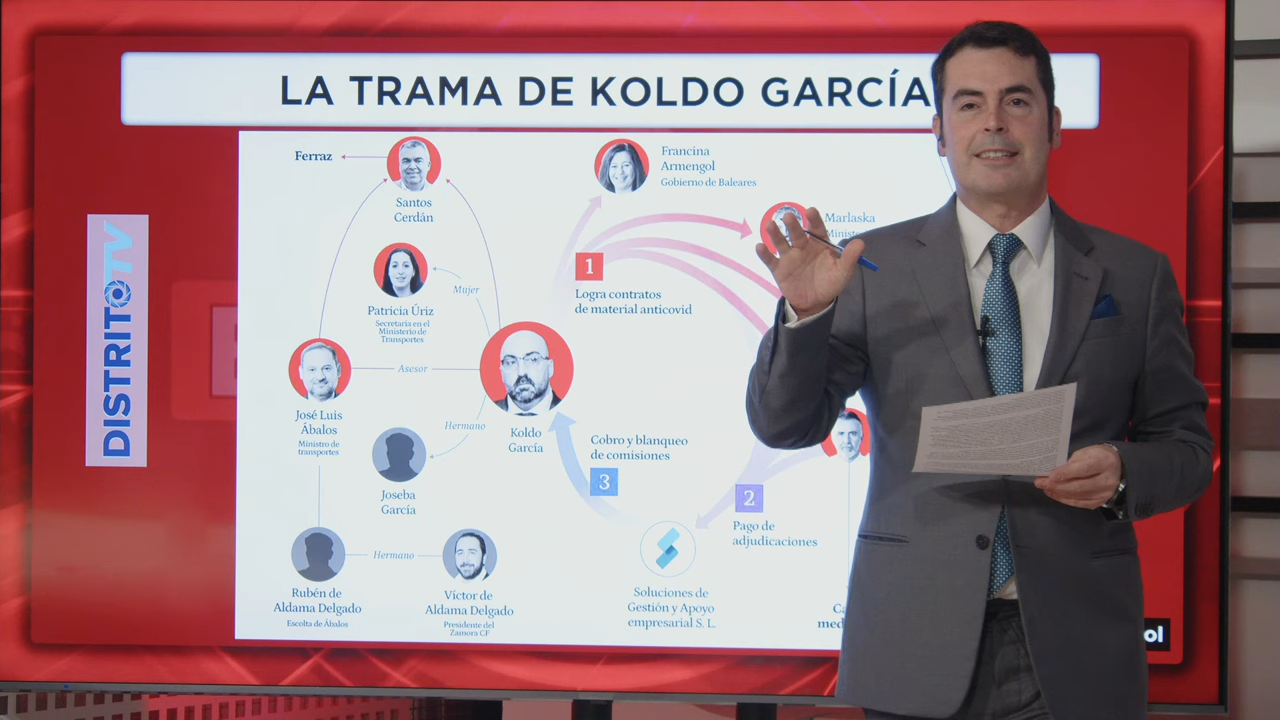 LA TRAMA DE KOLDO GARCÍA
DISTRITOTV
Ferraz
Santos
Cerdán
Francina
Armengol
Gobierno de Baleares
Marlaska
1
Logra contratos
de material anticovid
Patricia Úriz
Secretaria en el
Ministerio de
Transportes
Mujer
Asesor
José Luis
Ábalos
Ministro de
transportes
Hermano
Koldo
García
Joseba
García
Cobro y blanqueo
de comisiones
3
2
Pago de
adjudicaciones
Hermano
Rubén de
Aldama Delgado
Escolta de Ábalos
Víctor de
Aldama Delgado
Presidente del
Zamora CF
Soluciones de
Gestión y Apoyo
empresarial S. L.